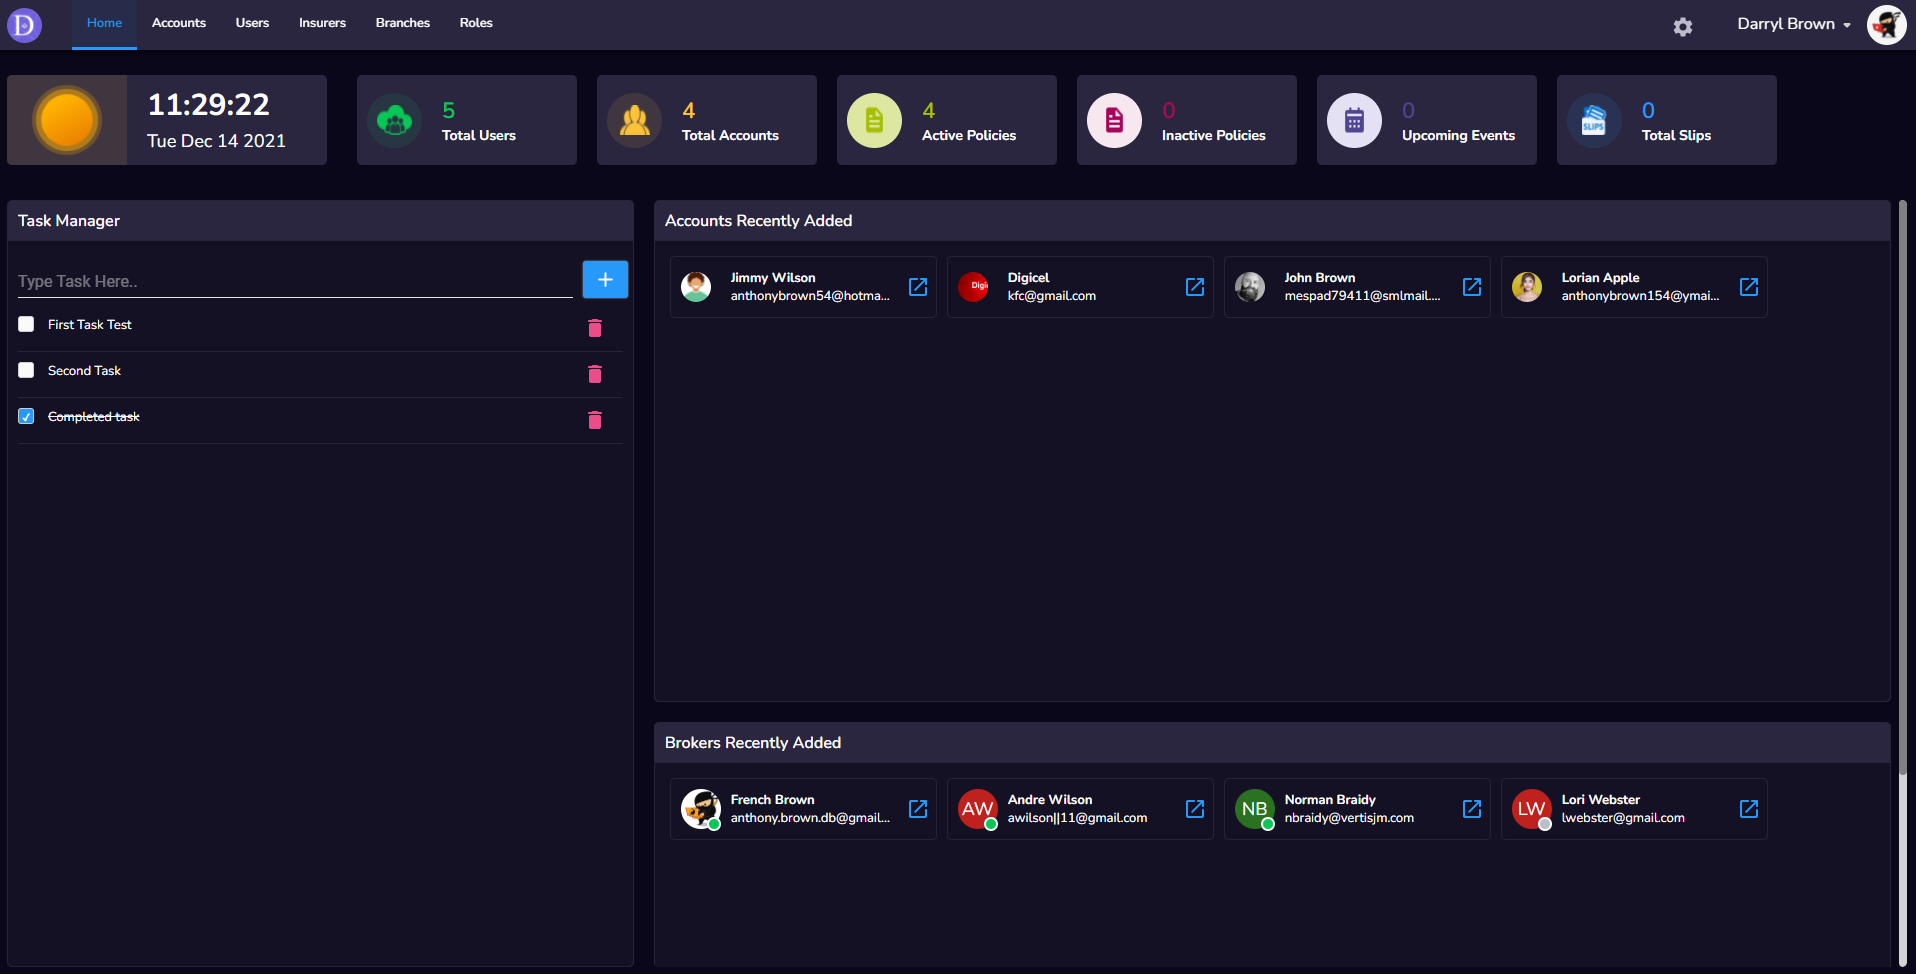 D
Home
Accounts
Users
Insurers
Branches
Roles
Darryl Brown
11:29:22
Tue Dec 14 2021
5
Total Users
4
Total Accounts
4
Active Policies
0
Inactive Policies
0
Upcoming Events
SLIPS
0
Total Slips
Task Manager
Type Task Here..
+
First Task Test
Second Task
Completed task
Accounts Recently Added
Jimmy Wilson
anthonybrown54@hotma...
Digi
Digicel
kfc@gmail.com
John Brown
mespad79411@smlmail....
Lorian Apple
anthonybrown154@ymai...
Brokers Recently Added
French Brown
anthony.brown.db@gmail...
AW
Andre Wilson
awilson||11@gmail.com
NB
Norman Braidy
nbraidy@vertisjm.com
LW
Lori Webster
lwebster@gmail.com